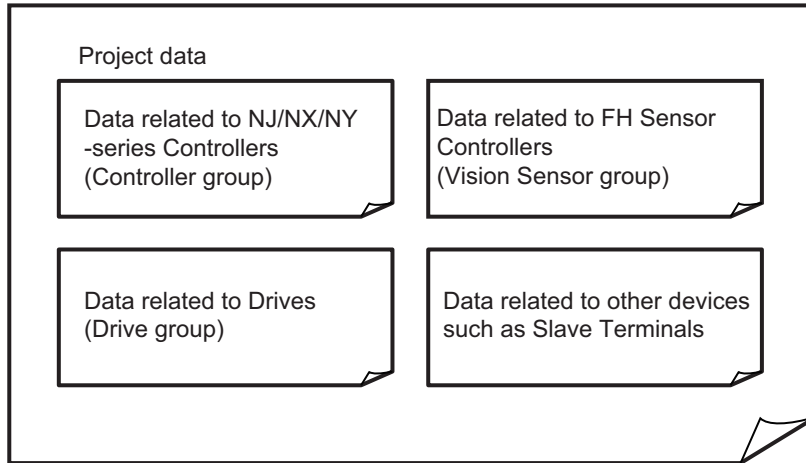 Project data
Data related to NJ/NX/NY
-series Controllers
(Controller group)
Data related to FH Sensor
Controllers
(Vision Sensor group)
Data related to Drives
(Drive group)
Data related to other devices
such as Slave Terminals